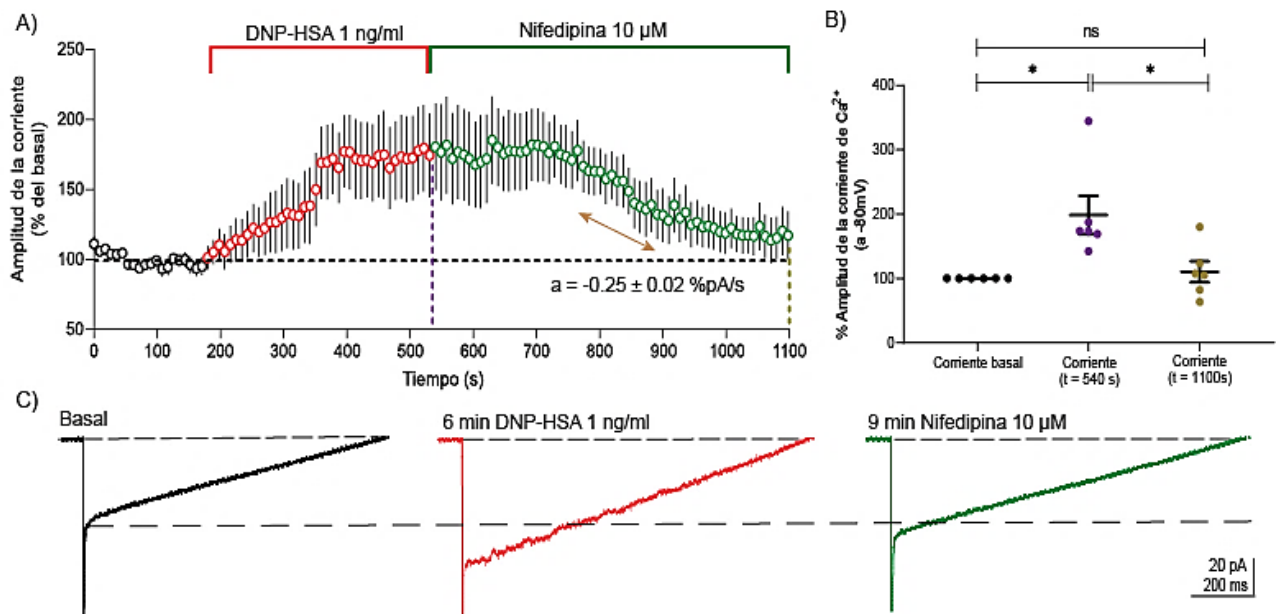 A)
DNP-HSA 1 ng/ml
Nifedipina 10 µM
Amplitud de la corriente
(% del basal)
250
200
150
100
50
a = -0.25 ± 0.02 %pA/s
0 100 200 300 400 500 600 700 800 900 1000 1100
Tiempo (s)
B)
ns
* *
% Amplitud de la corriente de Ca²⁺
(a -80mV)
400
300
200
100
0
Corriente basal
Corriente
(t = 540 s)
Corriente
(t = 1100s)
C)
Basal
6 min DNP-HSA 1 ng/ml
9 min Nifedipina 10 µM
20 pA
200 ms